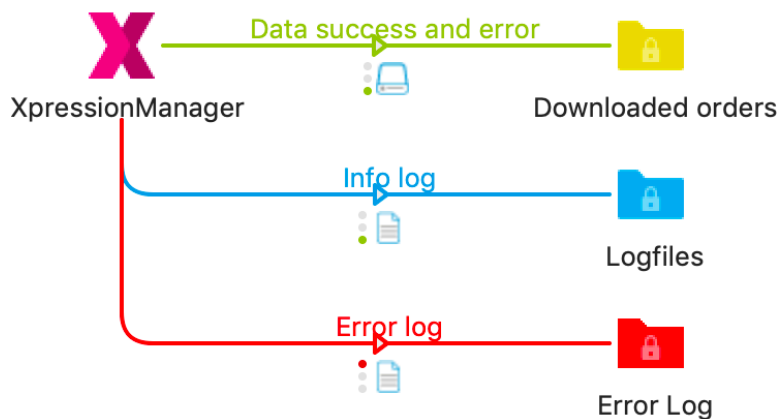 Data success and error
XpressionManager
Downloaded orders
Info log
Logfiles
Error log
Error Log